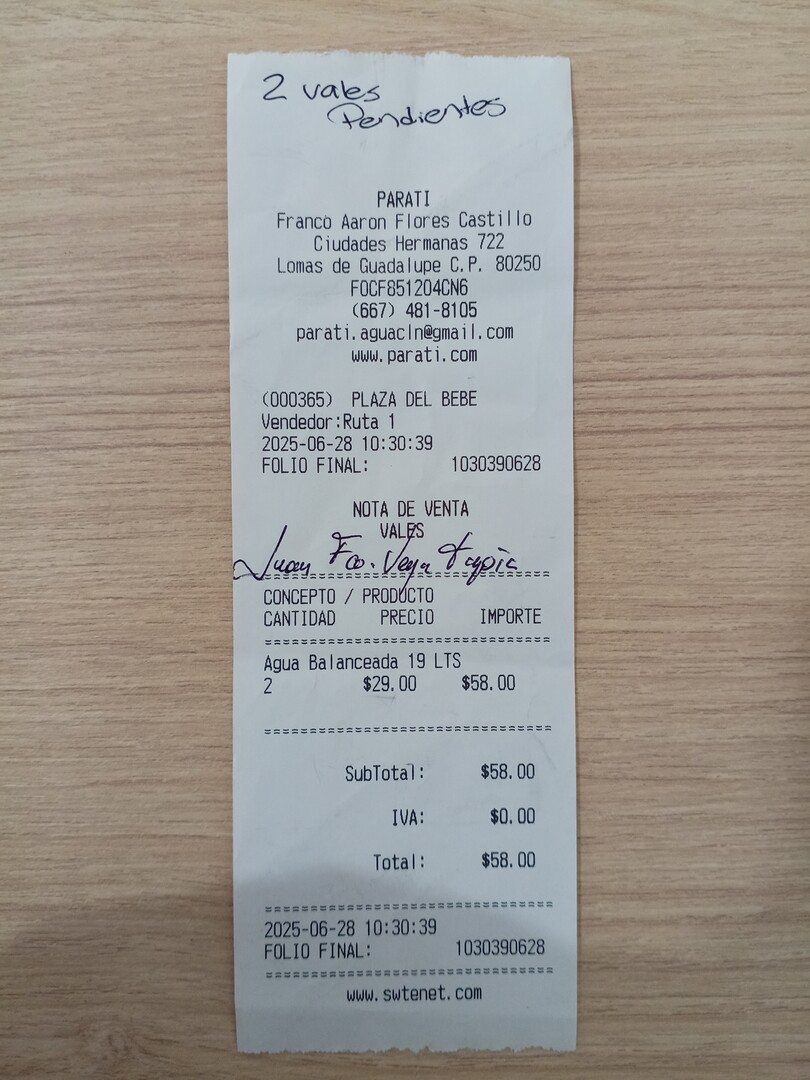 2 vales
Pendientes
PARATI
Franco Aaron Flores Castillo
Ciudades Hermanas 722
Lomas de Guadalupe C.P. 80250
FOCF851204CN6
(667) 481-8105
parati.aguacln@gmail.com
www.parati.com
(000365) PLAZA DEL BEBE
Vendedor:Ruta 1
2025-06-28 10:30:39
FOLIO FINAL: 1030390628
NOTA DE VENTA
VALES
Juan Fco. Vega Tapia
==============================
CONCEPTO / PRODUCTO
CANTIDAD PRECIO IMPORTE
==============================
Agua Balanceada 19 LTS
2 $29.00 $58.00
==============================
SubTotal: $58.00
IVA: $0.00
Total: $58.00
==============================
2025-06-28 10:30:39
FOLIO FINAL: 1030390628
==============================
www.swtenet.com